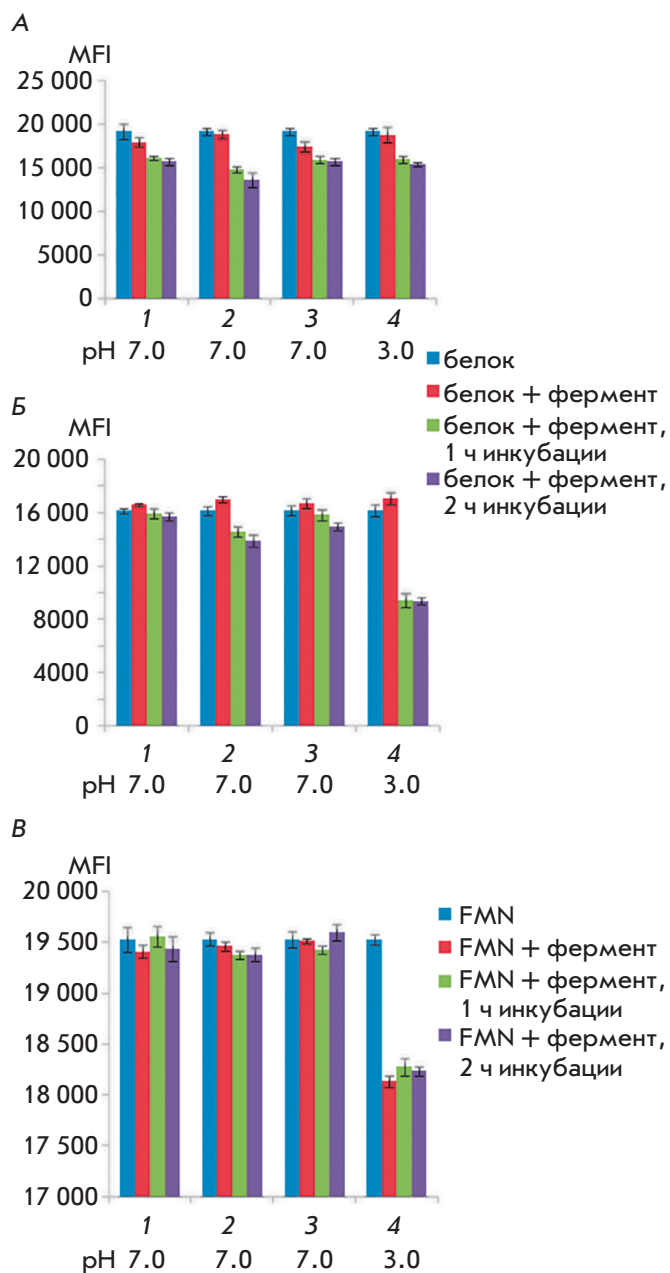 А
MFI
25 000
20 000
15 000
10 000
5000
0
1 2 3 4
pH 7.0 7.0 7.0 3.0
белок
белок + фермент
белок + фермент,
1 ч инкубации
белок + фермент,
2 ч инкубации
Б
MFI
20 000
16 000
12 000
8000
4000
0
1 2 3 4
pH 7.0 7.0 7.0 3.0
В
MFI
20 000
19 500
19 000
18 500
18 000
17 500
17 000
1 2 3 4
pH 7.0 7.0 7.0 3.0
FMN
FMN + фермент
FMN + фермент,
1 ч инкубации
FMN + фермент,
2 ч инкубации